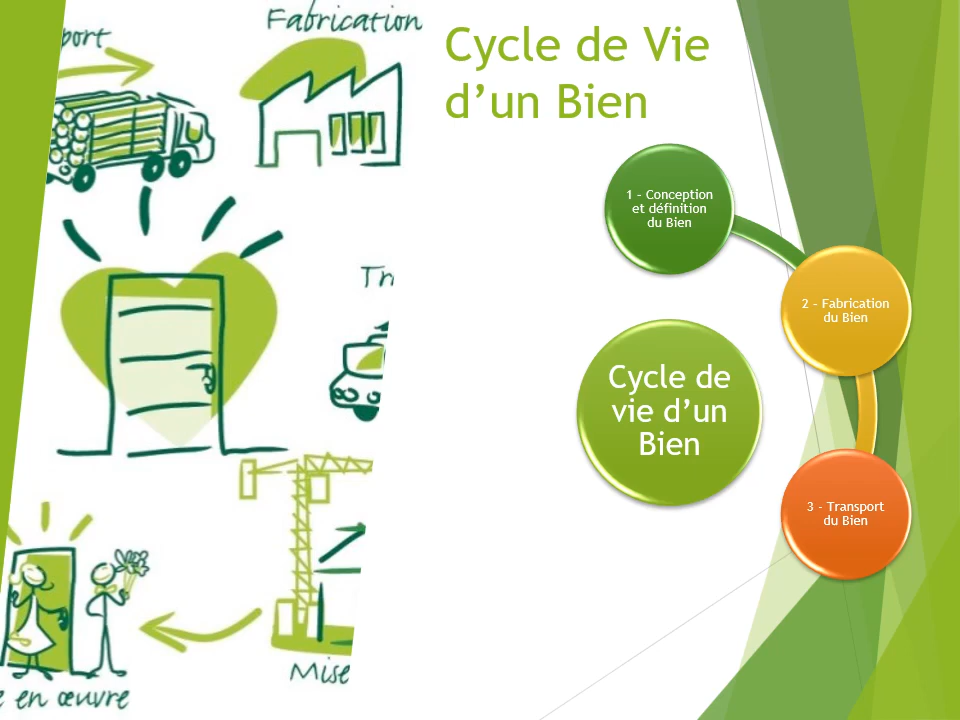 Fabrication
port
Cycle de Vie
d’un Bien
1 – Conception
et définition
du Bien
2 – Fabrication
du Bien
Cycle de
vie d’un
Bien
3 - Transport
du Bien
Tr
Mise
e en œuvre